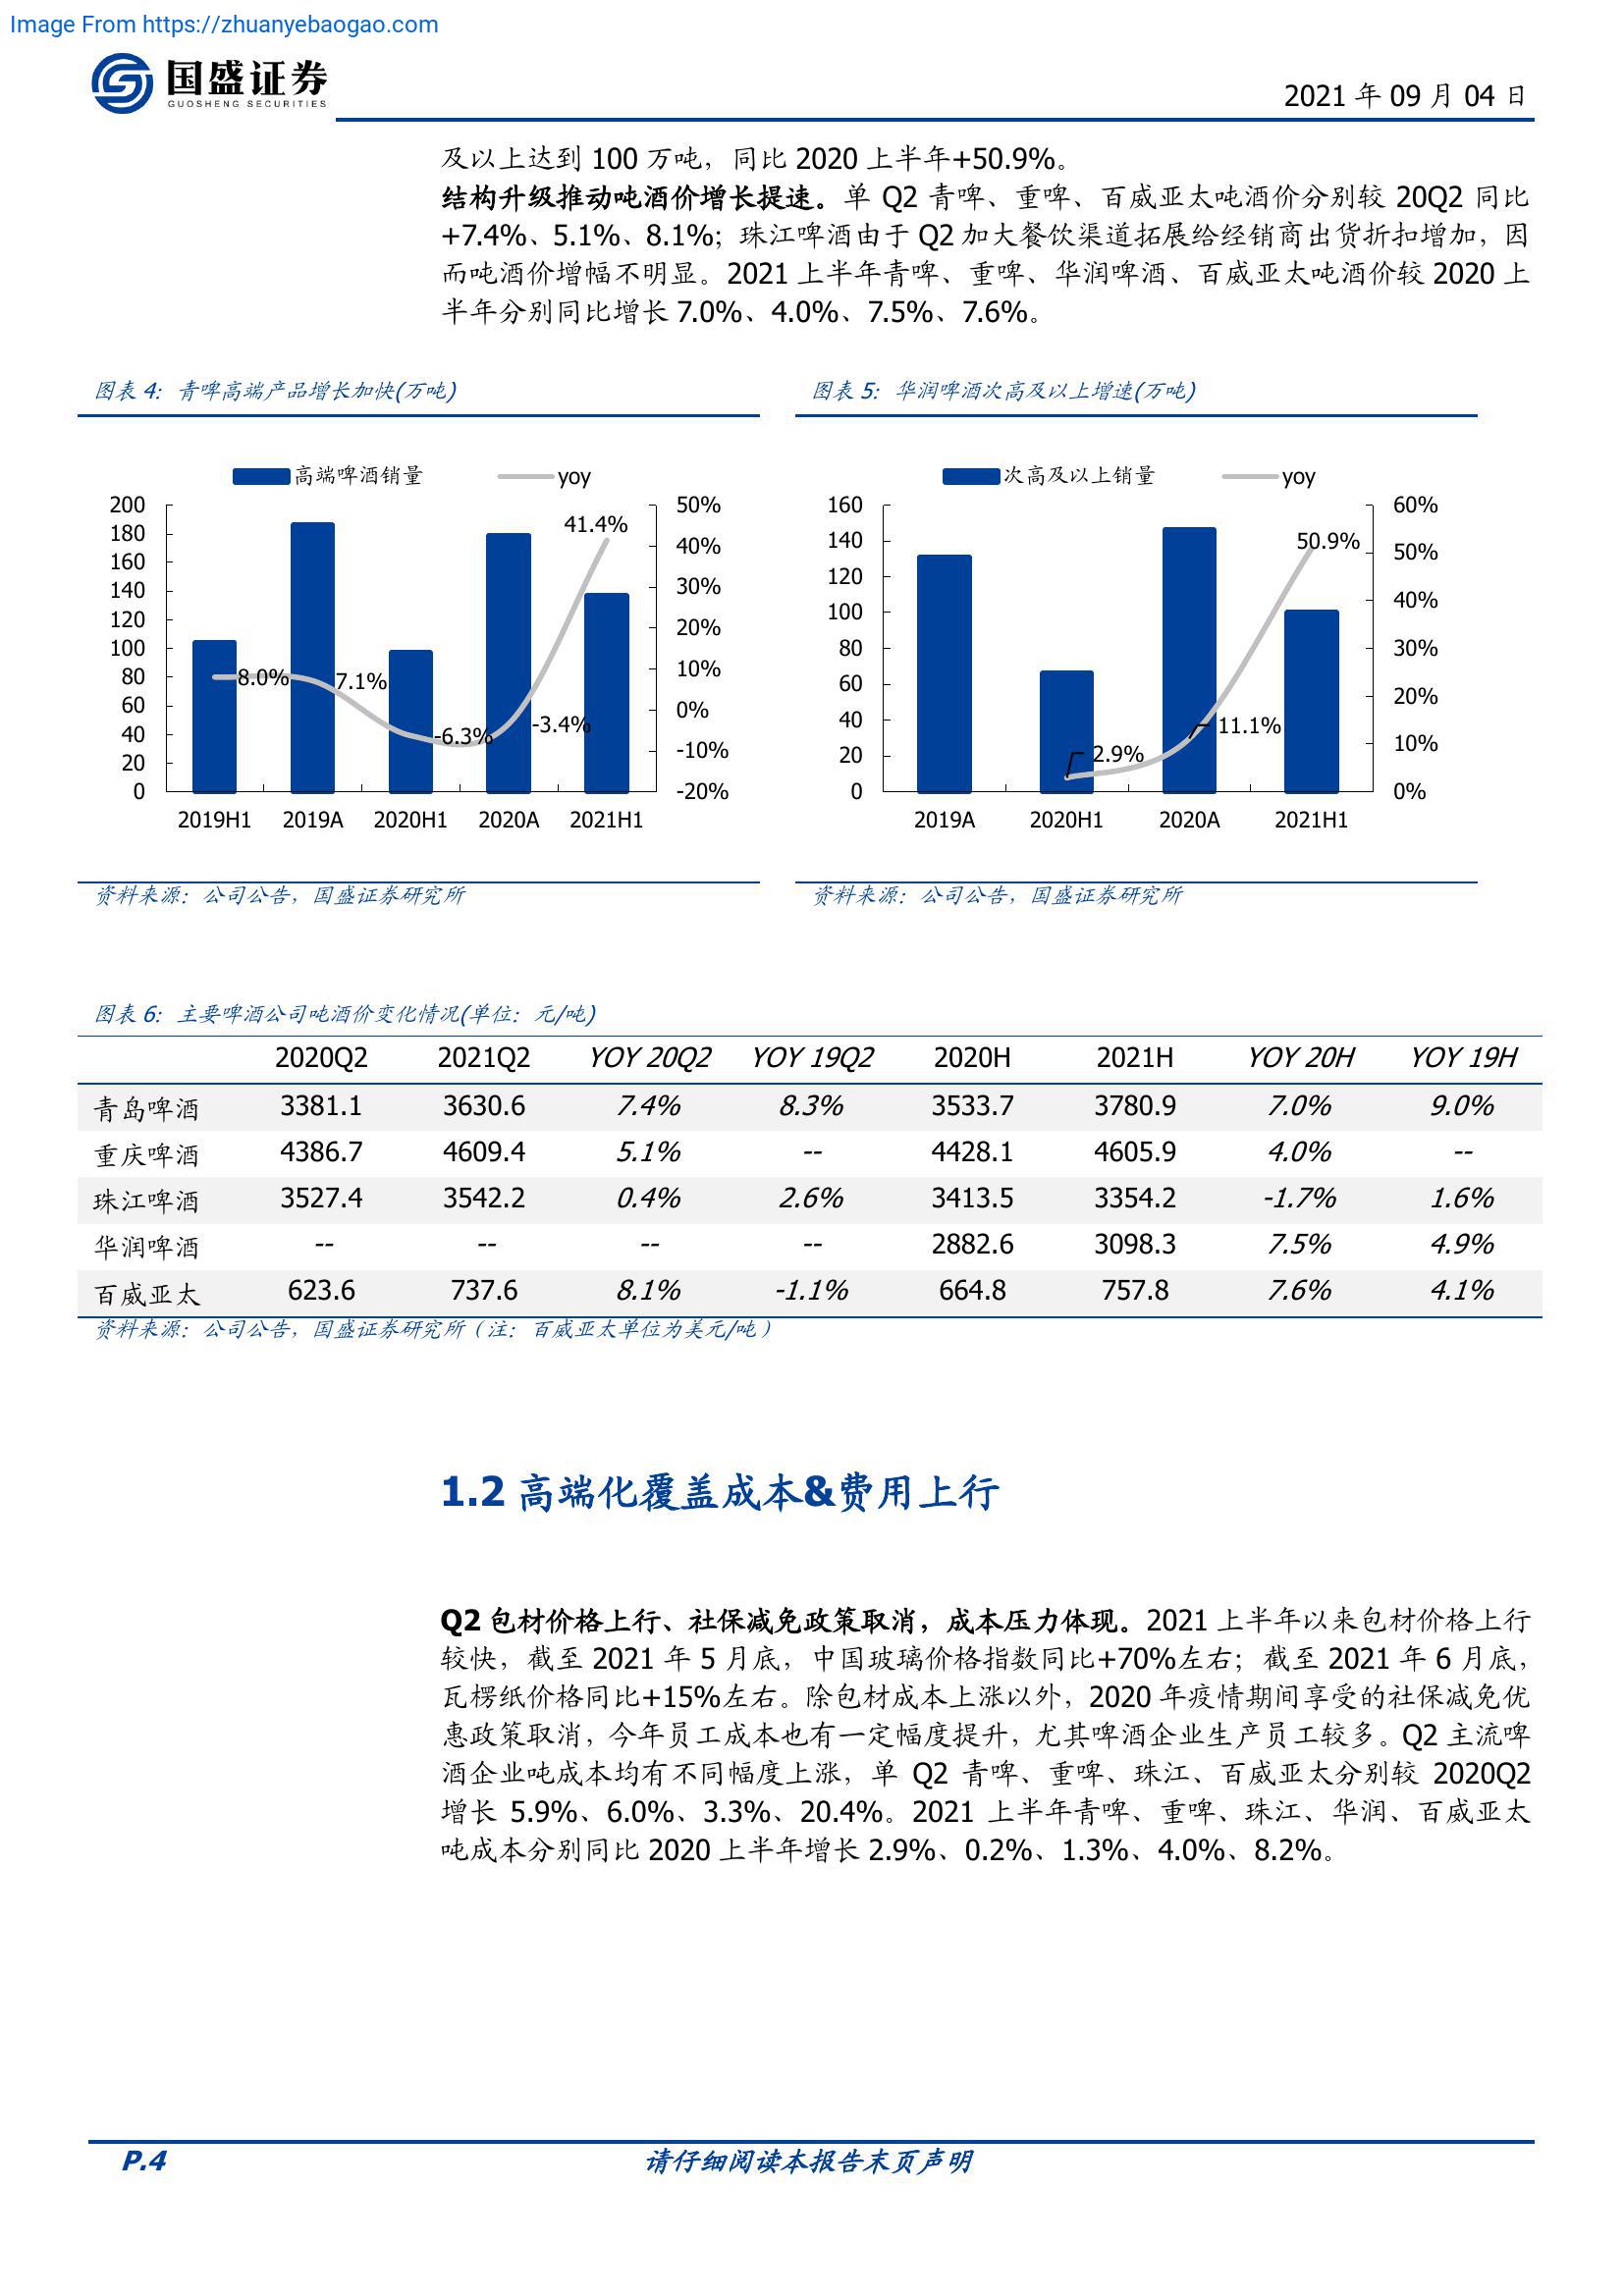 Image From https://zhuanyebaogao.com
国盛证券
GUOSHENG SECURITIES
2021 年 09 月 04 日
及以上达到 100 万吨，同比 2020 上半年+50.9%。
结构升级推动吨酒价增长提速。单 Q2 青啤、重啤、百威亚太吨酒价分别较 20Q2 同比
+7.4%、5.1%、8.1%；珠江啤酒由于 Q2 加大餐饮渠道拓展给经销商出货折扣增加，因
而吨酒价增幅不明显。2021 上半年青啤、重啤、华润啤酒、百威亚太吨酒价较 2020 上
半年分别同比增长 7.0%、4.0%、7.5%、7.6%。
图表 4：青啤高端产品增长加快(万吨)
高端啤酒销量 yoy
200 50%
180 41.4%
160 40%
140 30%
120 20%
100 10%
80 8.0% 7.1%
60 0%
40 -6.3% -3.4% -10%
20
0 -20%
2019H1 2019A 2020H1 2020A 2021H1
资料来源：公司公告，国盛证券研究所
图表 5：华润啤酒次高及以上增速(万吨)
次高及以上销量 yoy
160 60%
140 50.9% 50%
120
100 40%
80 30%
60 20%
40 11.1% 10%
20 2.9%
0 0%
2019A 2020H1 2020A 2021H1
资料来源：公司公告，国盛证券研究所
图表 6：主要啤酒公司吨酒价变化情况(单位：元/吨)
2020Q2 2021Q2 YOY 20Q2 YOY 19Q2 2020H 2021H YOY 20H YOY 19H
青岛啤酒 3381.1 3630.6 7.4% 8.3% 3533.7 3780.9 7.0% 9.0%
重庆啤酒 4386.7 4609.4 5.1% -- 4428.1 4605.9 4.0% --
珠江啤酒 3527.4 3542.2 0.4% 2.6% 3413.5 3354.2 -1.7% 1.6%
华润啤酒 -- -- -- -- 2882.6 3098.3 7.5% 4.9%
百威亚太 623.6 737.6 8.1% -1.1% 664.8 757.8 7.6% 4.1%
资料来源：公司公告，国盛证券研究所（注：百威亚太单位为美元/吨）
1.2 高端化覆盖成本&费用上行
Q2 包材价格上行、社保减免政策取消，成本压力体现。2021 上半年以来包材价格上行
较快，截至 2021 年 5 月底，中国玻璃价格指数同比+70%左右；截至 2021 年 6 月底，
瓦楞纸价格同比+15%左右。除包材成本上涨以外，2020 年疫情期间享受的社保减免优
惠政策取消，今年员工成本也有一定幅度提升，尤其啤酒企业生产员工较多。Q2 主流啤
酒企业吨成本均有不同幅度上涨，单 Q2 青啤、重啤、珠江、百威亚太分别较 2020Q2
增长 5.9%、6.0%、3.3%、20.4%。2021 上半年青啤、重啤、珠江、华润、百威亚太
吨成本分别同比 2020 上半年增长 2.9%、0.2%、1.3%、4.0%、8.2%。
P.4 请仔细阅读本报告末页声明